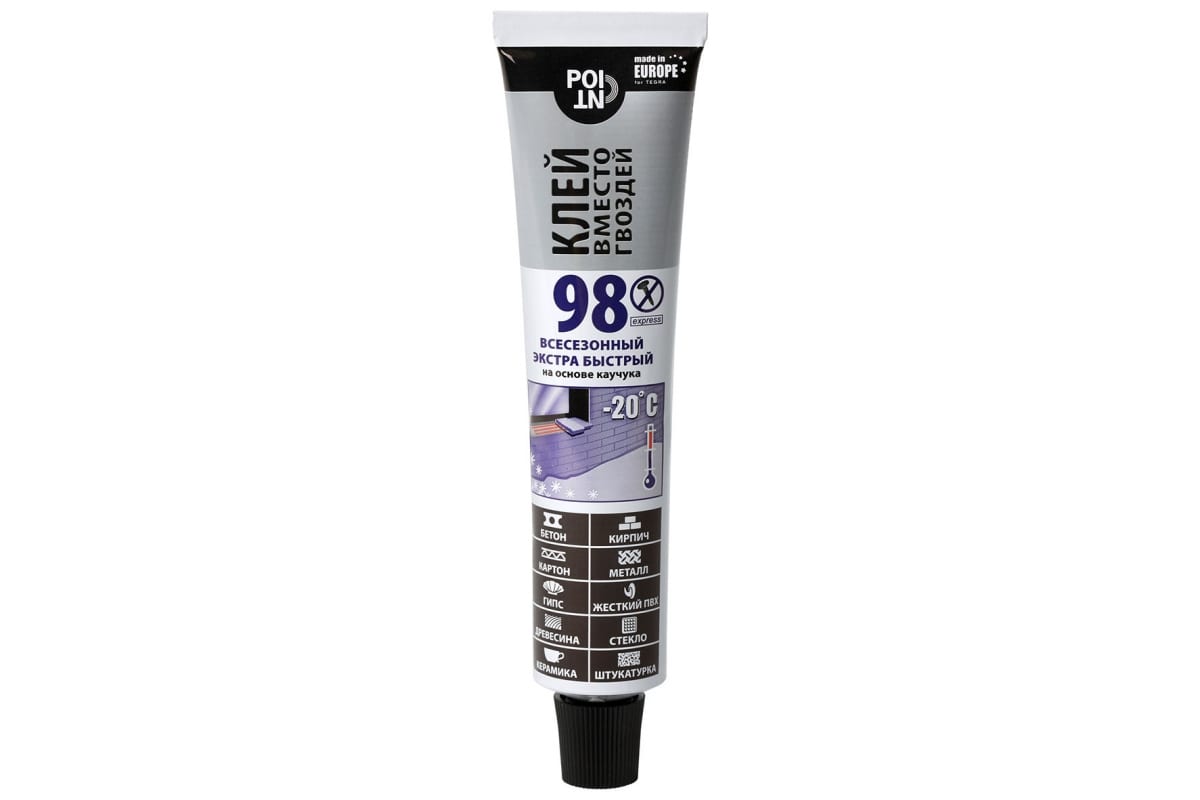 POI
NT
made in
EUROPE
for TEGRA
КЛЕЙ
ВМЕСТО
ГВОЗДЕЙ
98
express
ВСЕСЕЗОННЫЙ
ЭКСТРА БЫСТРЫЙ
на основе каучука
-20°C
БЕТОН
КИРПИЧ
КАРТОН
МЕТАЛЛ
ГИПС
ЖЕСТКИЙ ПВХ
ДРЕВЕСИНА
СТЕКЛО
КЕРАМИКА
ШТУКАТУРКА